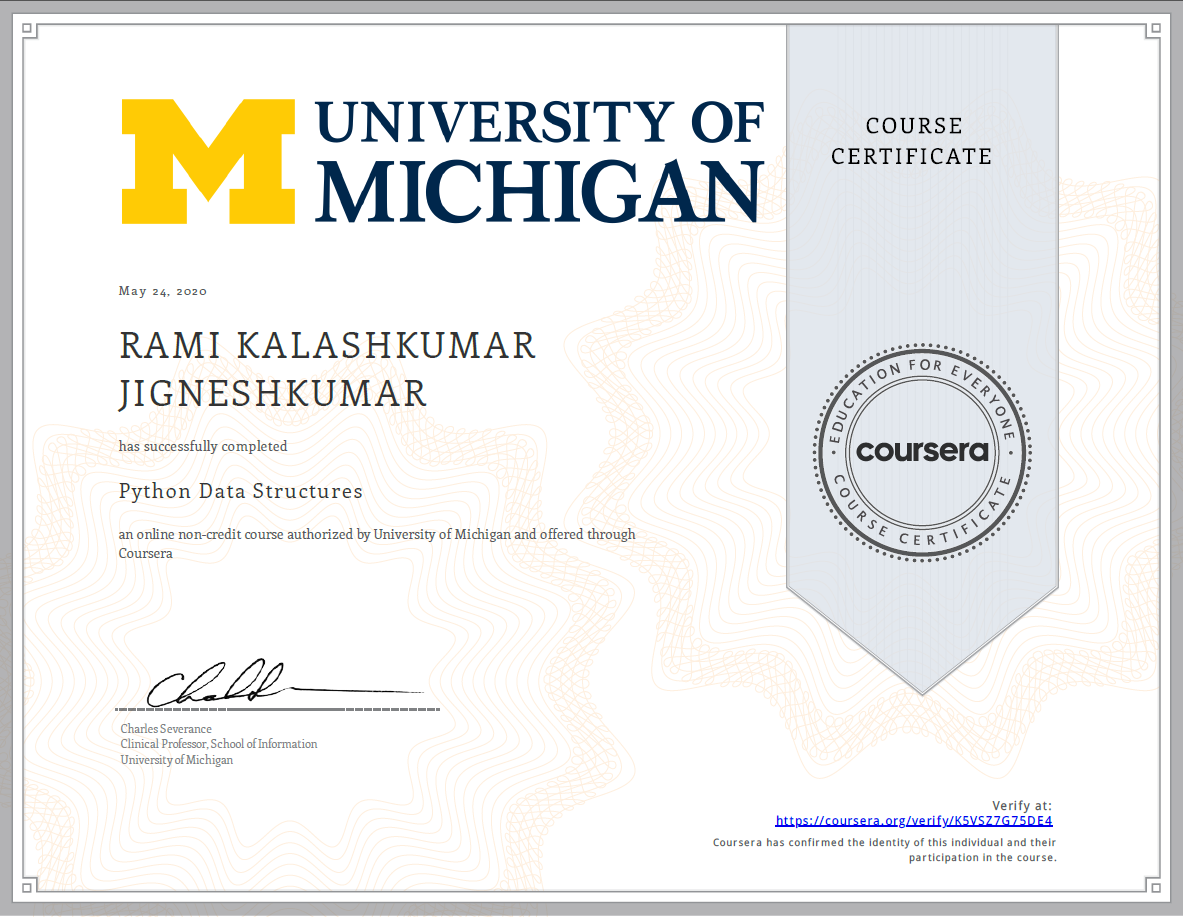 UNIVERSITY OF
MICHIGAN
COURSE
CERTIFICATE
May 24, 2020
RAMI KALASHKUMAR
JIGNESHKUMAR
has successfully completed
Python Data Structures
an online non-credit course authorized by University of Michigan and offered through
Coursera
EDUCATION FOR EVERYONE
coursera
COURSE CERTIFICATE
Charles Severance
Clinical Professor, School of Information
University of Michigan
Verify at:
https://coursera.org/verify/K5VSZ7G75DE4
Coursera has confirmed the identity of this individual and their
participation in the course.